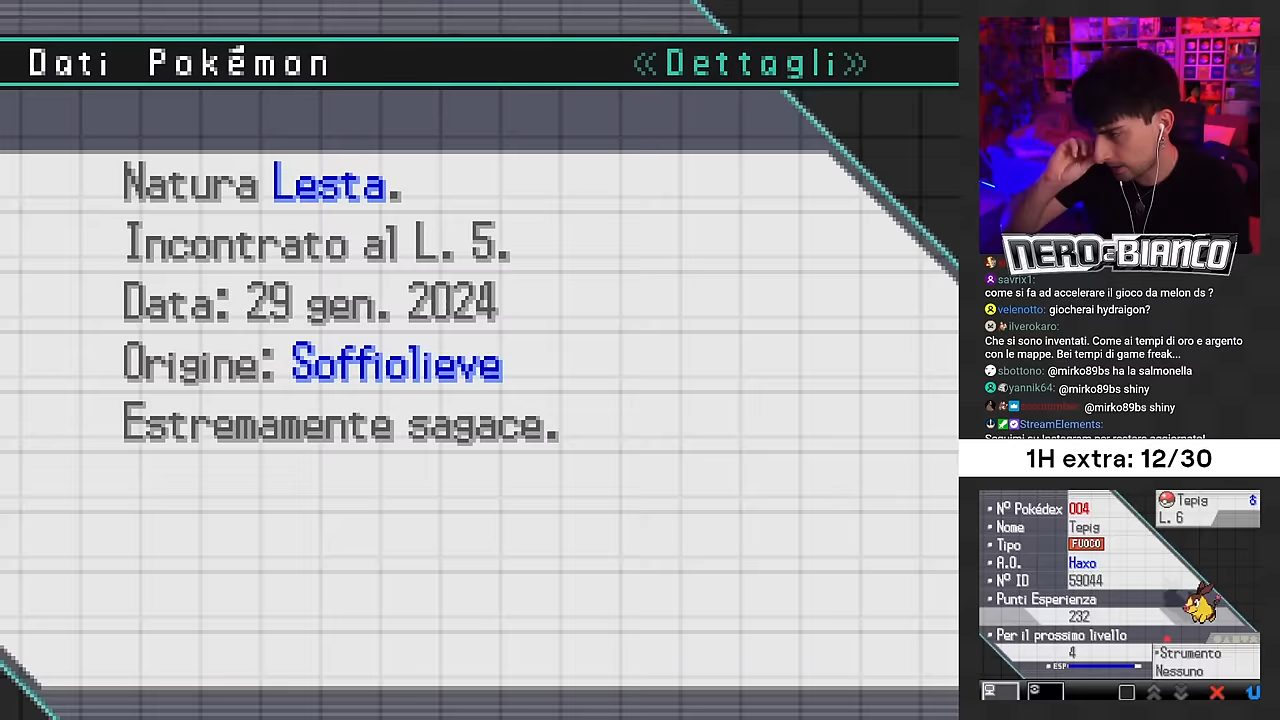 Dati Pokémon
«Dettagli»
Natura Lesta.
Incontrato al L. 5.
Data: 29 gen. 2024
Origine: Soffiolieve
Estremamente sagace.
NERO E BIANCO
savrix1:
come si fa ad accelerare il gioco da melon ds ?
velenotto: giocherai hydraigon?
ilverokaro:
Che si sono inventati. Come ai tempi di oro e argento
con le mappe. Bei tempi di game freak...
sbottono: @mirko89bs ha la salmonella
yannik64: @mirko89bs shiny
@mirko89bs shiny
StreamElements:
1H extra: 12/30
Nº Pokédex 004
Nome Tepig
Tipo FUOCO
A.O. Haxo
Nº ID 59044
Punti Esperienza
232
Per il prossimo livello
4
ESP
Tepig ♂
L. 6
Strumento
Nessuno